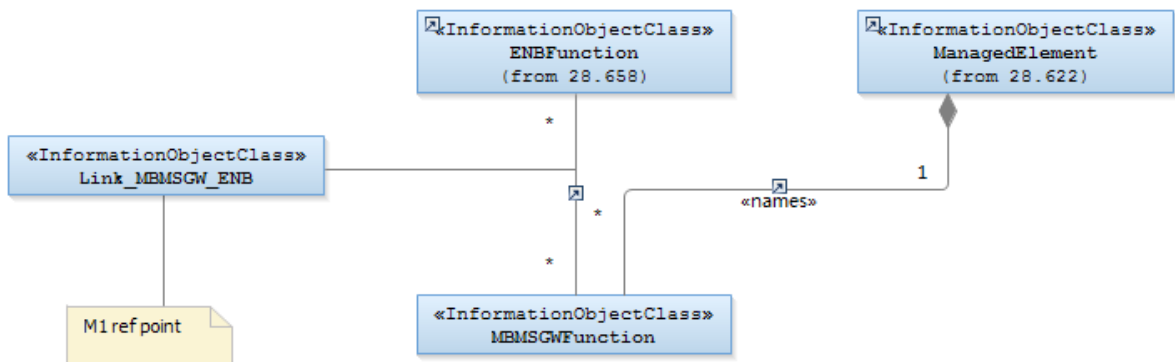 «InformationObjectClass»
ENBFunction
(from 28.658)
«InformationObjectClass»
ManagedElement
(from 28.622)
*
«InformationObjectClass»
Link_MBMSGW_ENB
1
«names»
*
*
M1 ref point
«InformationObjectClass»
MBMSGWFunction